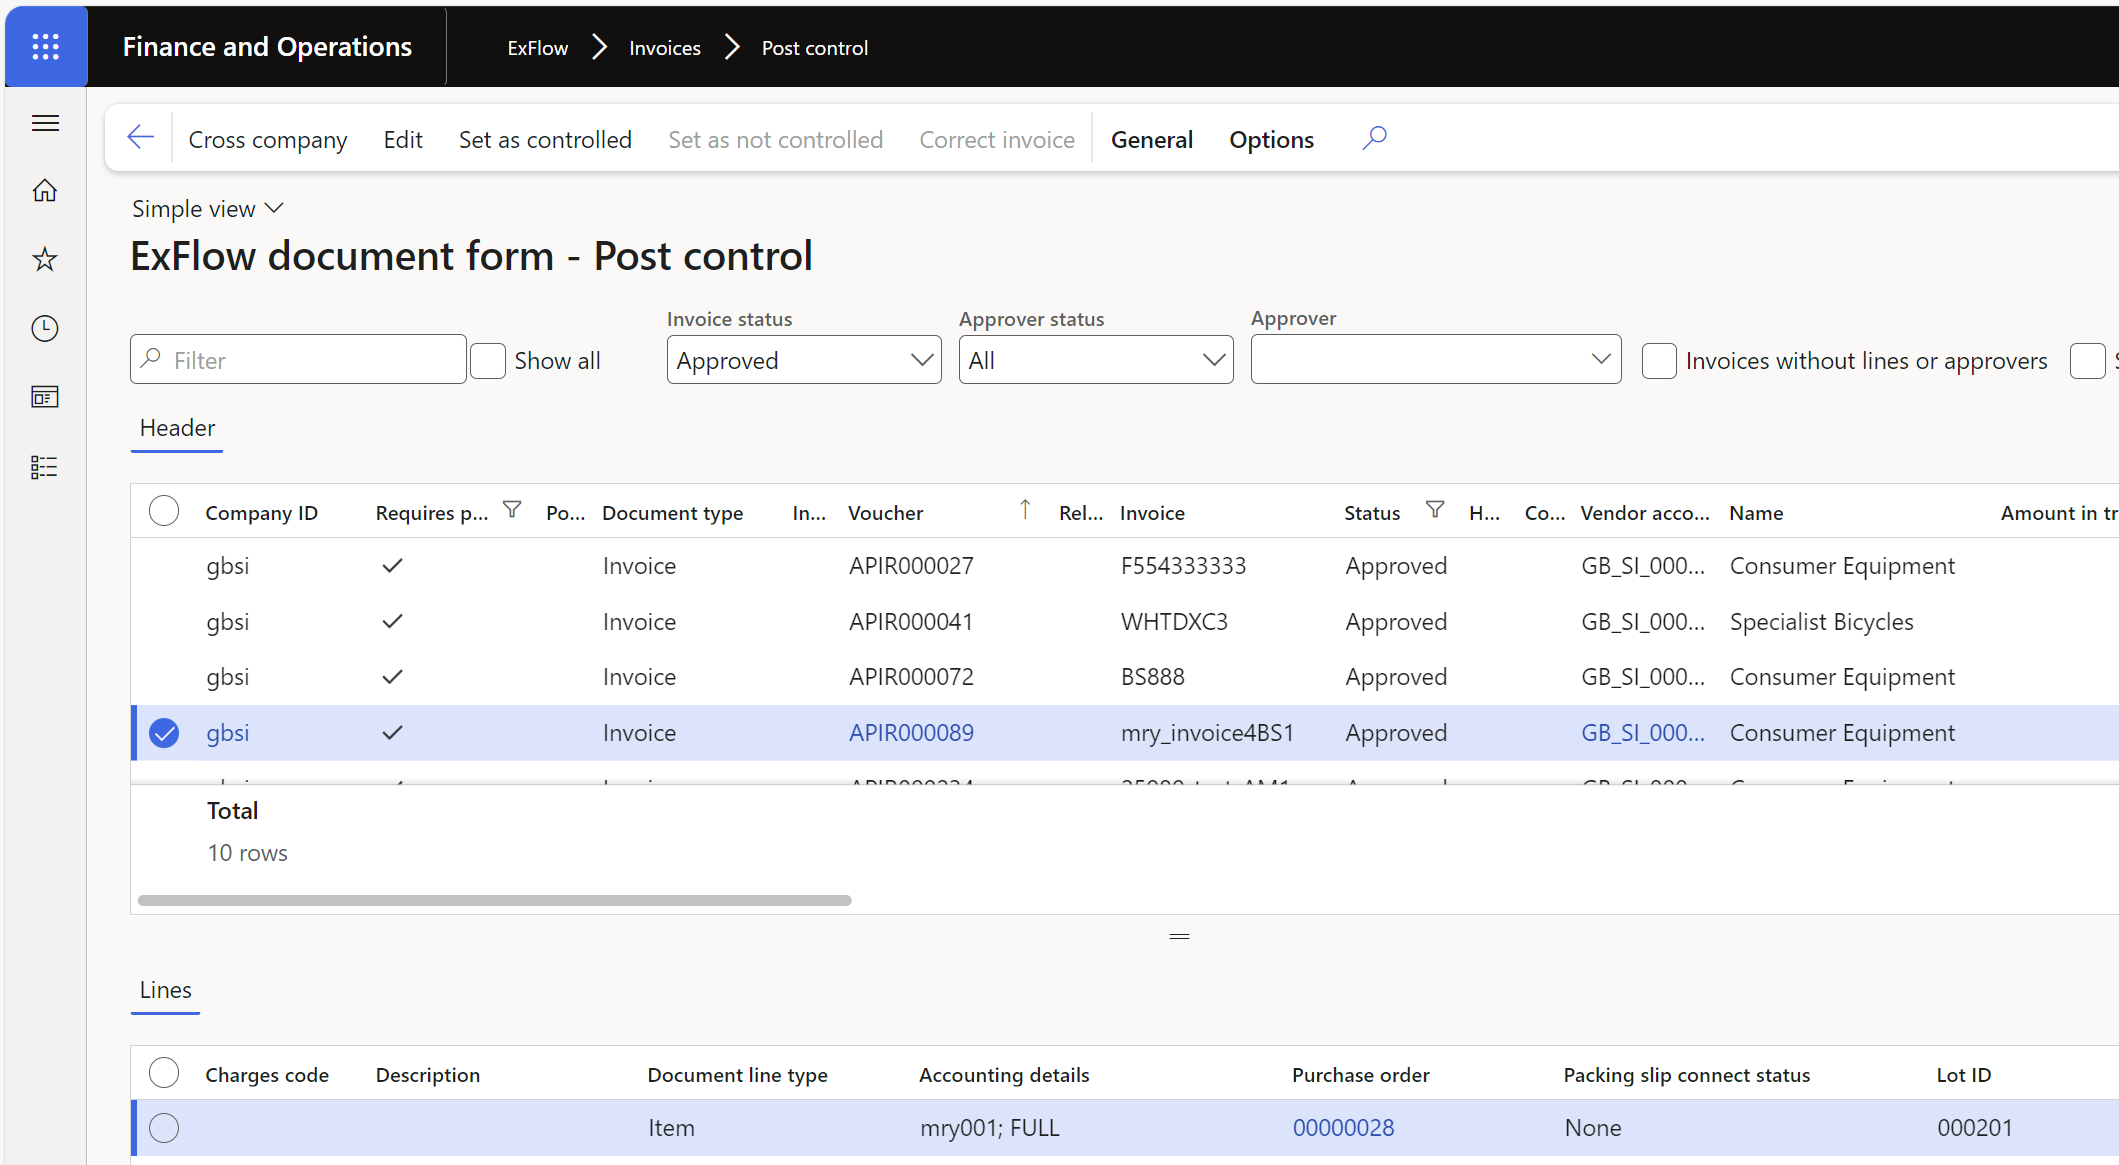 Finance and Operations ExFlow Invoices Post control
Cross company Edit Set as controlled Set as not controlled Correct invoice General Options
Simple view
ExFlow document form - Post control
Invoice status Approver status Approver
Filter Show all Approved All Invoices without lines or approvers
Header
Company ID Requires p... Po... Document type In... Voucher Rel... Invoice Status H... Co... Vendor acco... Name Amount in tr
gbsi Invoice APIR000027 F554333333 Approved GB_SI_000... Consumer Equipment
gbsi Invoice APIR000041 WHTDXC3 Approved GB_SI_000... Specialist Bicycles
gbsi Invoice APIR000072 BS888 Approved GB_SI_000... Consumer Equipment
gbsi Invoice APIR000089 mry_invoice4BS1 Approved GB_SI_000... Consumer Equipment
Total
10 rows
Lines
Charges code Description Document line type Accounting details Purchase order Packing slip connect status Lot ID
Item mry001; FULL 00000028 None 000201